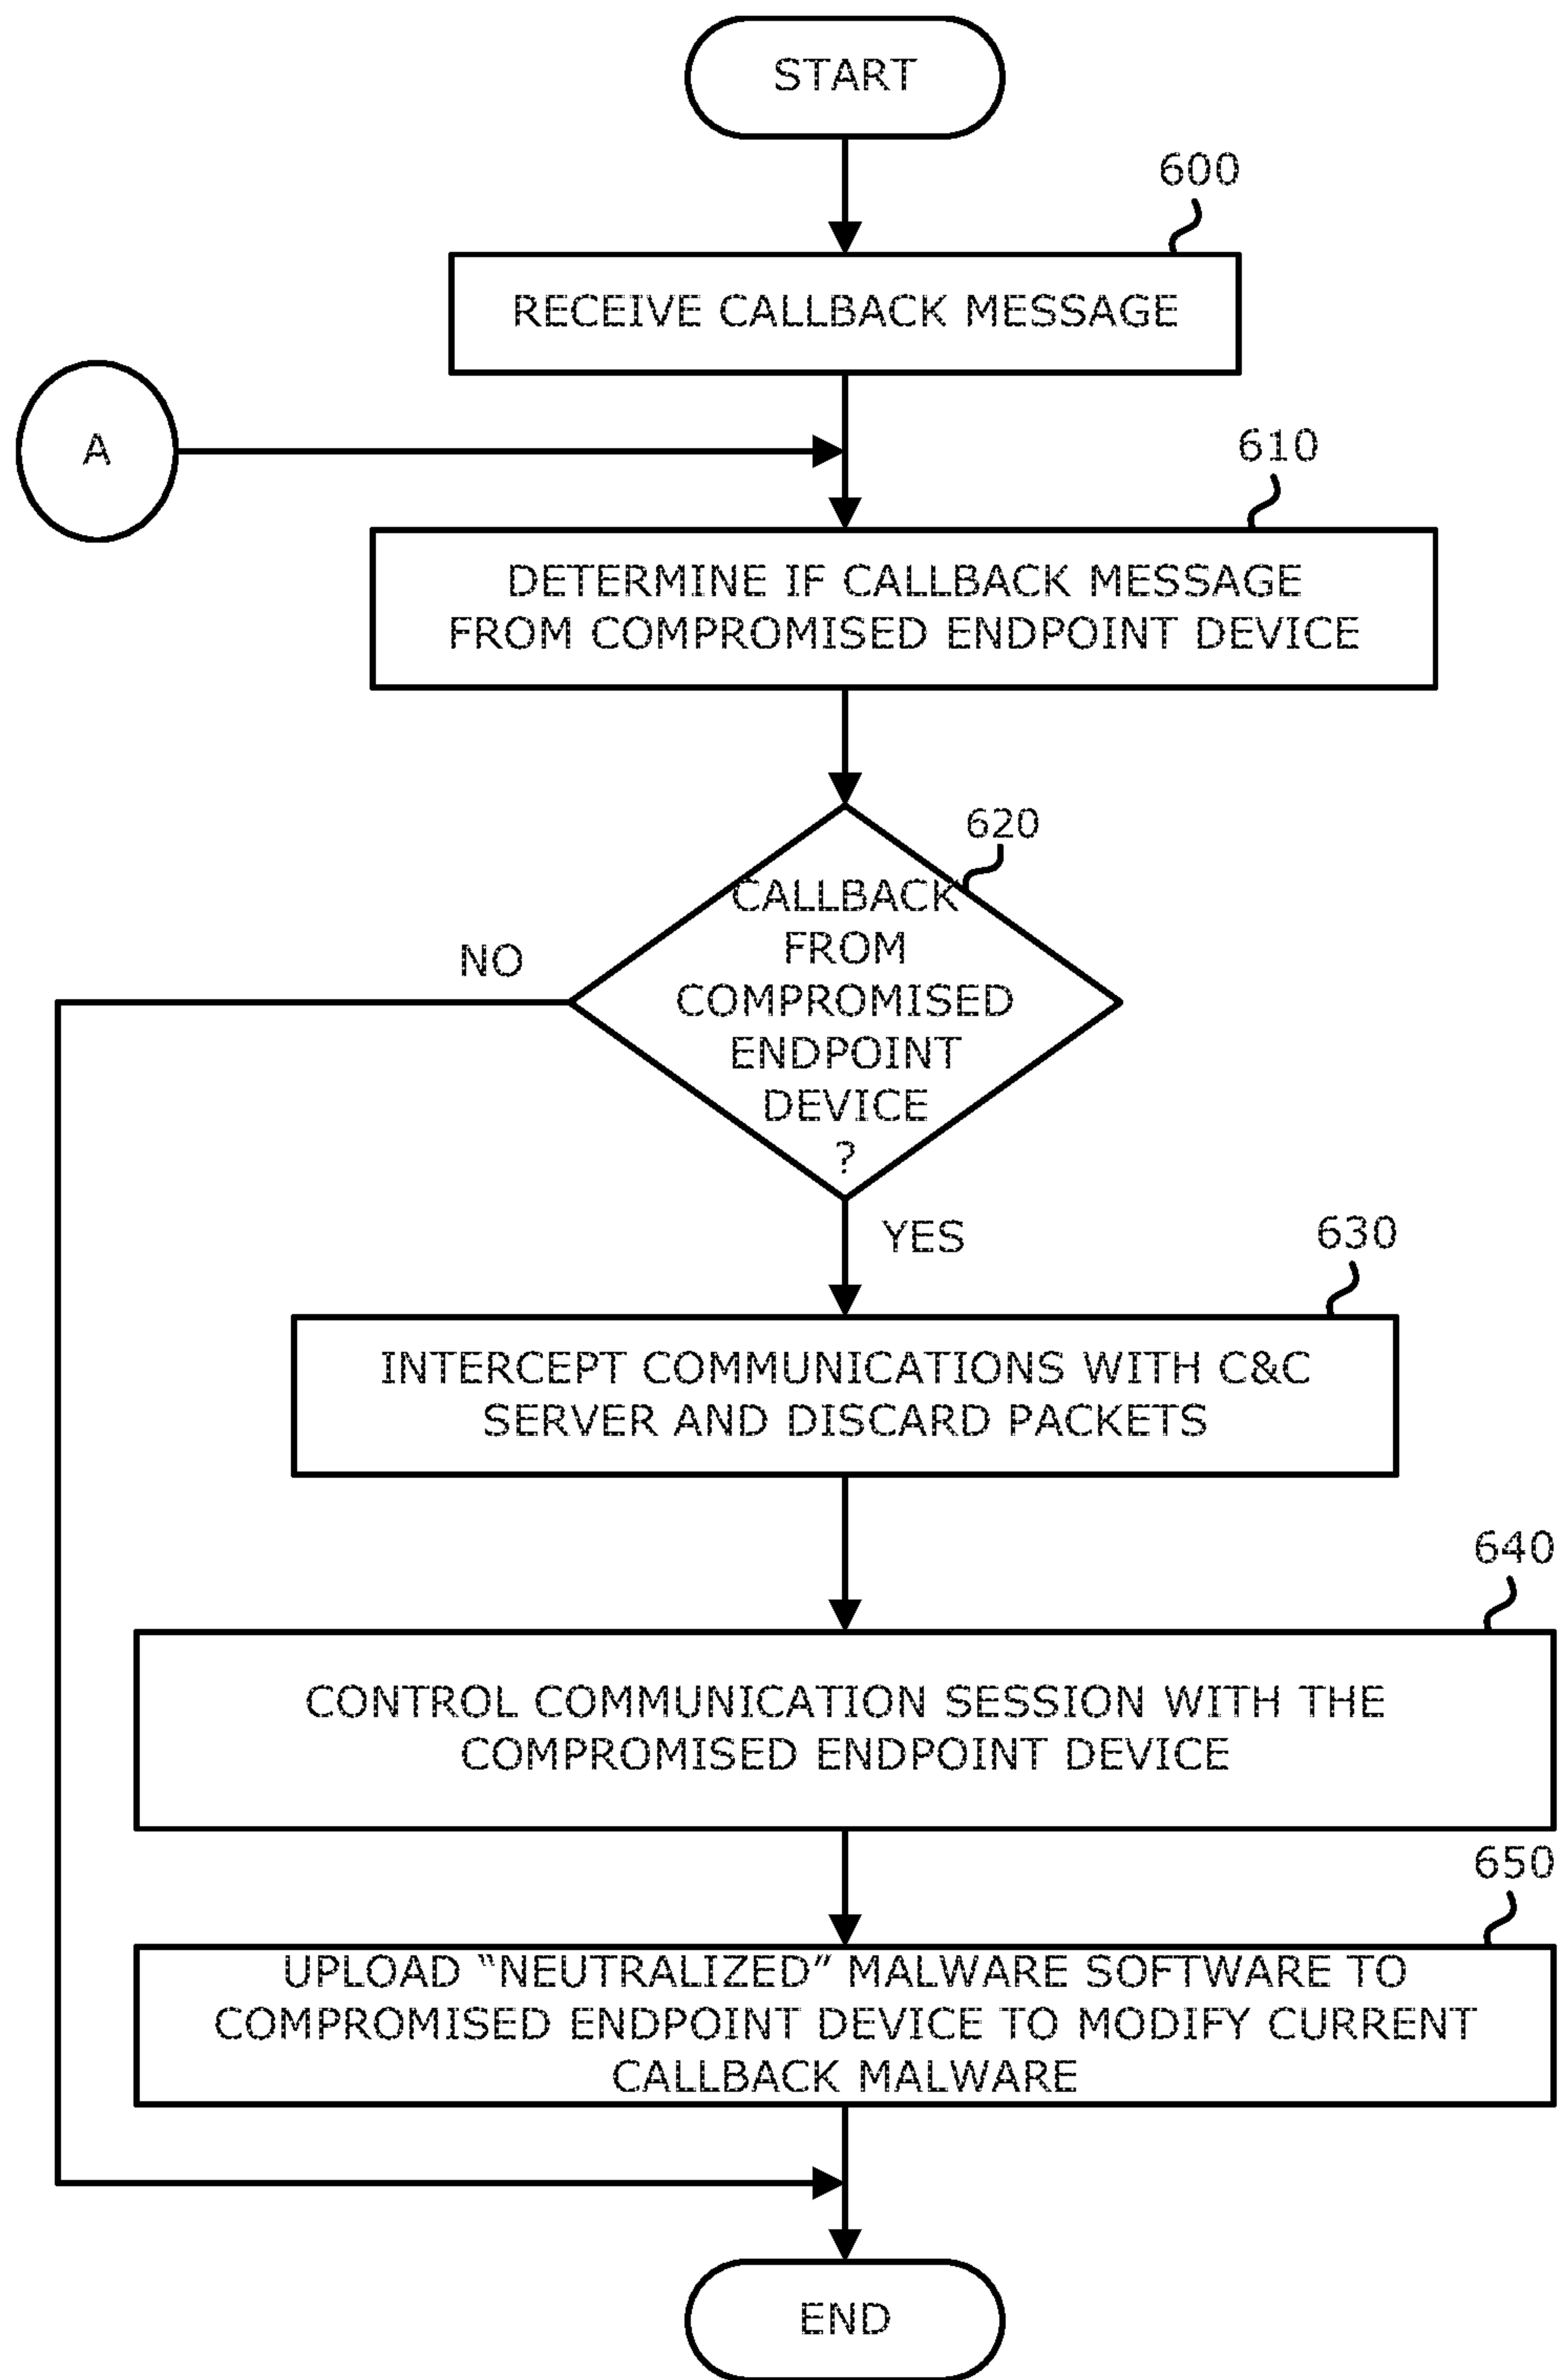 START
600
RECEIVE CALLBACK MESSAGE
A
610
DETERMINE IF CALLBACK MESSAGE
FROM COMPROMISED ENDPOINT DEVICE
620
CALLBACK
FROM
COMPROMISED
ENDPOINT
DEVICE
?
NO
YES
630
INTERCEPT COMMUNICATIONS WITH C&C
SERVER AND DISCARD PACKETS
640
CONTROL COMMUNICATION SESSION WITH THE
COMPROMISED ENDPOINT DEVICE
650
UPLOAD “NEUTRALIZED” MALWARE SOFTWARE TO
COMPROMISED ENDPOINT DEVICE TO MODIFY CURRENT
CALLBACK MALWARE
END